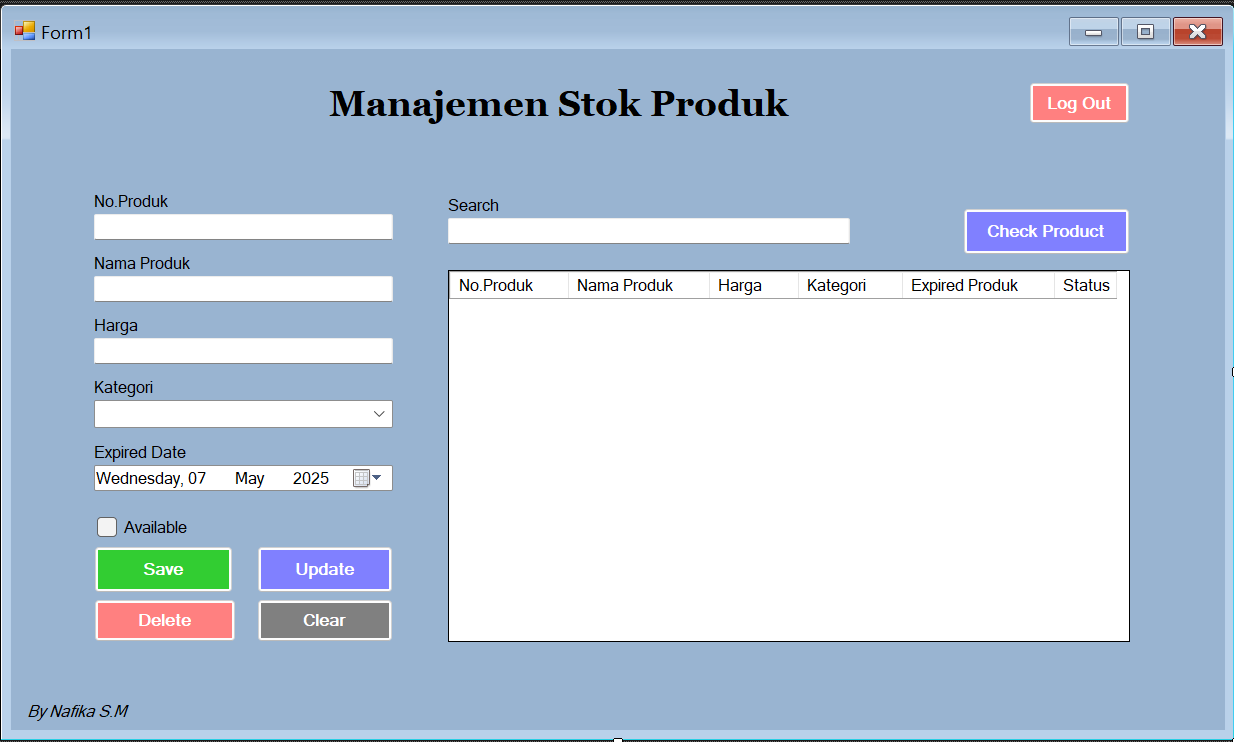 Form1
Manajemen Stok Produk
Log Out
No.Produk
Nama Produk
Harga
Kategori
Expired Date
Wednesday, 07 May 2025
Available
Save
Update
Delete
Clear
Search
Check Product
No.Produk Nama Produk Harga Kategori Expired Produk Status
By Nafika S.M